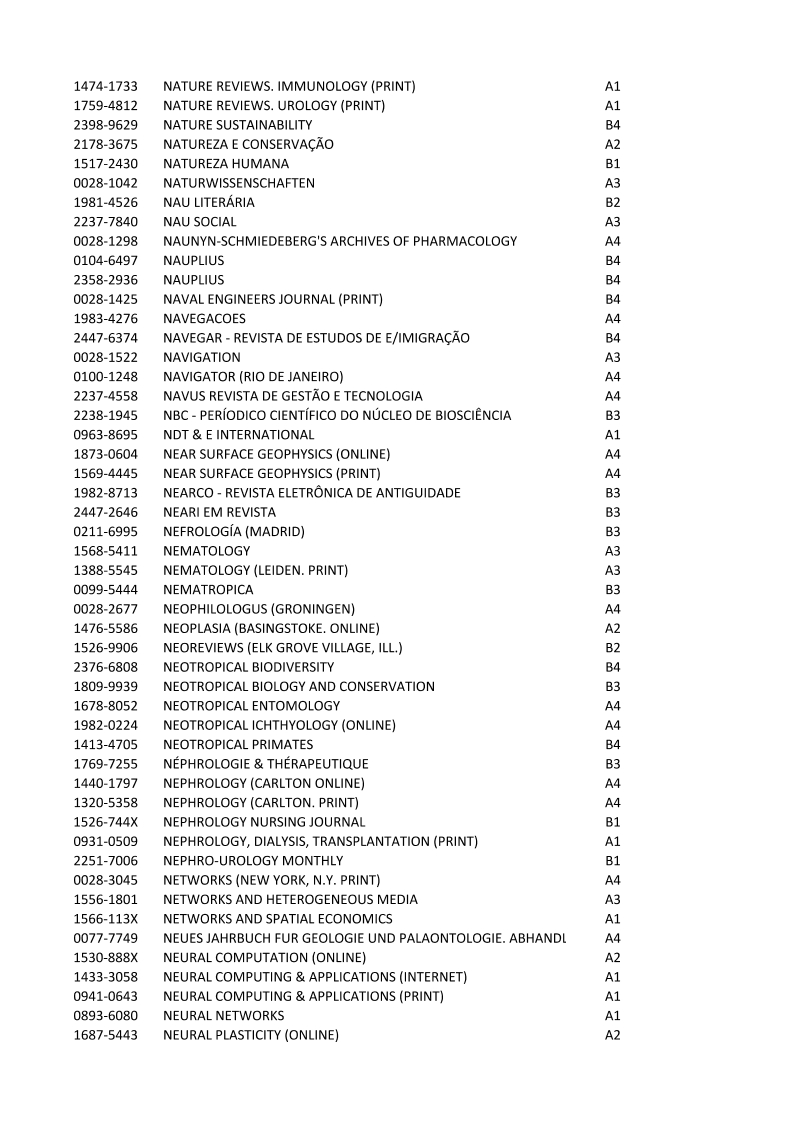 1474-1733 NATURE REVIEWS. IMMUNOLOGY (PRINT) A1
1759-4812 NATURE REVIEWS. UROLOGY (PRINT) A1
2398-9629 NATURE SUSTAINABILITY B4
2178-3675 NATUREZA E CONSERVAÇÃO A2
1517-2430 NATUREZA HUMANA B1
0028-1042 NATURWISSENSCHAFTEN A3
1981-4526 NAU LITERÁRIA B2
2237-7840 NAU SOCIAL A3
0028-1298 NAUNYN-SCHMIEDEBERG'S ARCHIVES OF PHARMACOLOGY A4
0104-6497 NAUPLIUS B4
2358-2936 NAUPLIUS B4
0028-1425 NAVAL ENGINEERS JOURNAL (PRINT) B4
1983-4276 NAVEGACOES A4
2447-6374 NAVEGAR - REVISTA DE ESTUDOS DE E/IMIGRAÇÃO B4
0028-1522 NAVIGATION A3
0100-1248 NAVIGATOR (RIO DE JANEIRO) A4
2237-4558 NAVUS REVISTA DE GESTÃO E TECNOLOGIA A4
2238-1945 NBC - PERÍODICO CIENTÍFICO DO NÚCLEO DE BIOSCIÊNCIA B3
0963-8695 NDT & E INTERNATIONAL A1
1873-0604 NEAR SURFACE GEOPHYSICS (ONLINE) A4
1569-4445 NEAR SURFACE GEOPHYSICS (PRINT) A4
1982-8713 NEARCO - REVISTA ELETRÔNICA DE ANTIGUIDADE B3
2447-2646 NEARI EM REVISTA B3
0211-6995 NEFROLOGÍA (MADRID) B3
1568-5411 NEMATOLOGY A3
1388-5545 NEMATOLOGY (LEIDEN. PRINT) A3
0099-5444 NEMATROPICA B3
0028-2677 NEOPHILOLOGUS (GRONINGEN) A4
1476-5586 NEOPLASIA (BASINGSTOKE. ONLINE) A2
1526-9906 NEOREVIEWS (ELK GROVE VILLAGE, ILL.) B2
2376-6808 NEOTROPICAL BIODIVERSITY B4
1809-9939 NEOTROPICAL BIOLOGY AND CONSERVATION B3
1678-8052 NEOTROPICAL ENTOMOLOGY A4
1982-0224 NEOTROPICAL ICHTHYOLOGY (ONLINE) A4
1413-4705 NEOTROPICAL PRIMATES B4
1769-7255 NÉPHROLOGIE & THÉRAPEUTIQUE B3
1440-1797 NEPHROLOGY (CARLTON ONLINE) A4
1320-5358 NEPHROLOGY (CARLTON. PRINT) A4
1526-744X NEPHROLOGY NURSING JOURNAL B1
0931-0509 NEPHROLOGY, DIALYSIS, TRANSPLANTATION (PRINT) A1
2251-7006 NEPHRO-UROLOGY MONTHLY B1
0028-3045 NETWORKS (NEW YORK, N.Y. PRINT) A4
1556-1801 NETWORKS AND HETEROGENEOUS MEDIA A3
1566-113X NETWORKS AND SPATIAL ECONOMICS A1
0077-7749 NEUES JAHRBUCH FUR GEOLOGIE UND PALAONTOLOGIE. ABHANDL A4
1530-888X NEURAL COMPUTATION (ONLINE) A2
1433-3058 NEURAL COMPUTING & APPLICATIONS (INTERNET) A1
0941-0643 NEURAL COMPUTING & APPLICATIONS (PRINT) A1
0893-6080 NEURAL NETWORKS A1
1687-5443 NEURAL PLASTICITY (ONLINE) A2